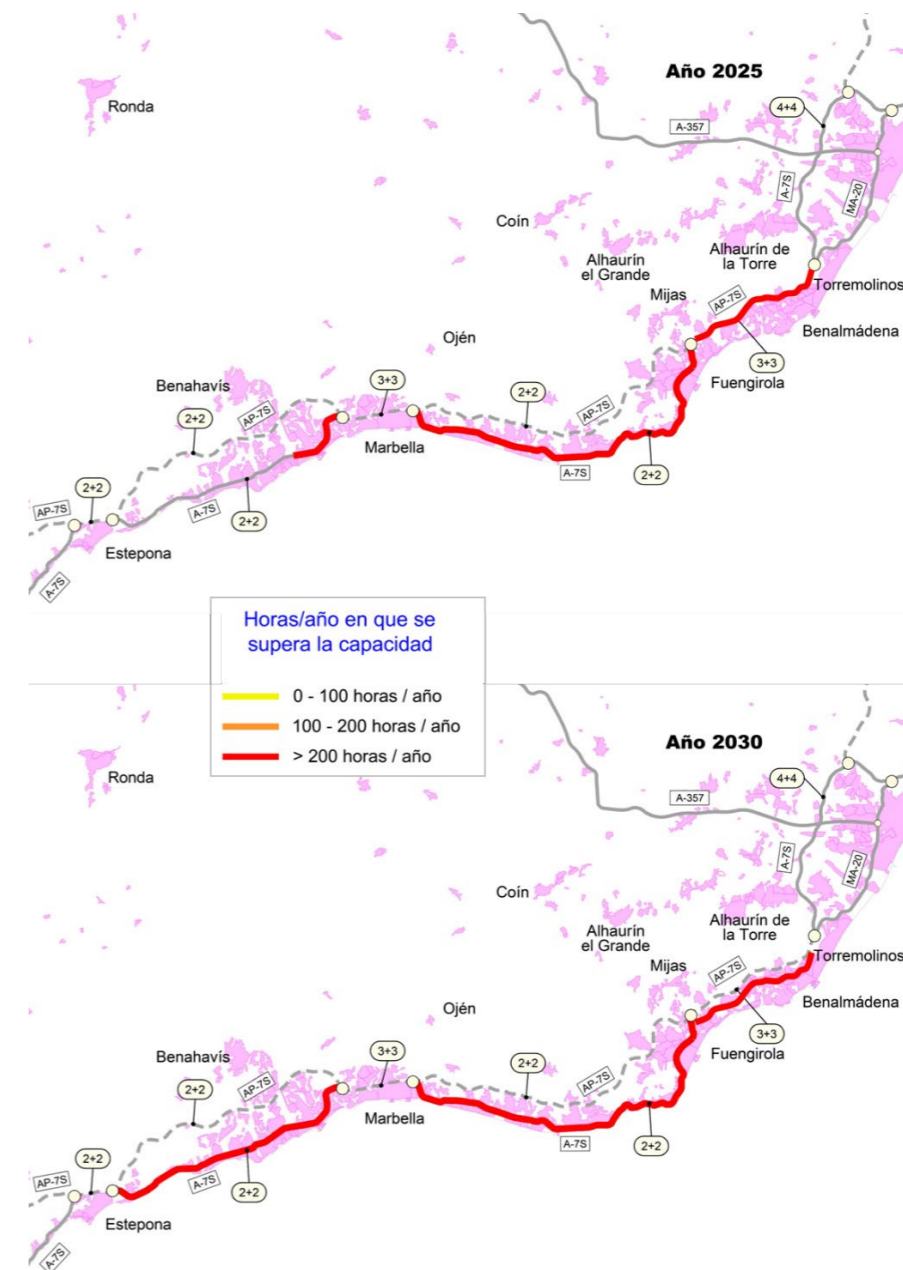 Año 2025
Ronda
4+4
A-357
A-7S
MA-20
Coín
Alhaurín
el Grande
Alhaurín de
la Torre
Torremolinos
Mijas
AP-7S
Benalmádena
Ojén
3+3
Fuengirola
Benahavís
3+3
2+2
2+2
AP-7S
AP-7S
Marbella
A-7S
2+2
2+2
AP-7S
A-7S
2+2
Estepona
A-7S
Horas/año en que se
supera la capacidad
0 - 100 horas / año
100 - 200 horas / año
> 200 horas / año
Año 2030
Ronda
4+4
A-357
A-7S
MA-20
Coín
Alhaurín
el Grande
Alhaurín de
la Torre
Torremolinos
Mijas
AP-7S
Benalmádena
Ojén
3+3
Fuengirola
Benahavís
3+3
2+2
2+2
AP-7S
AP-7S
Marbella
A-7S
2+2
2+2
AP-7S
A-7S
2+2
Estepona
A-7S